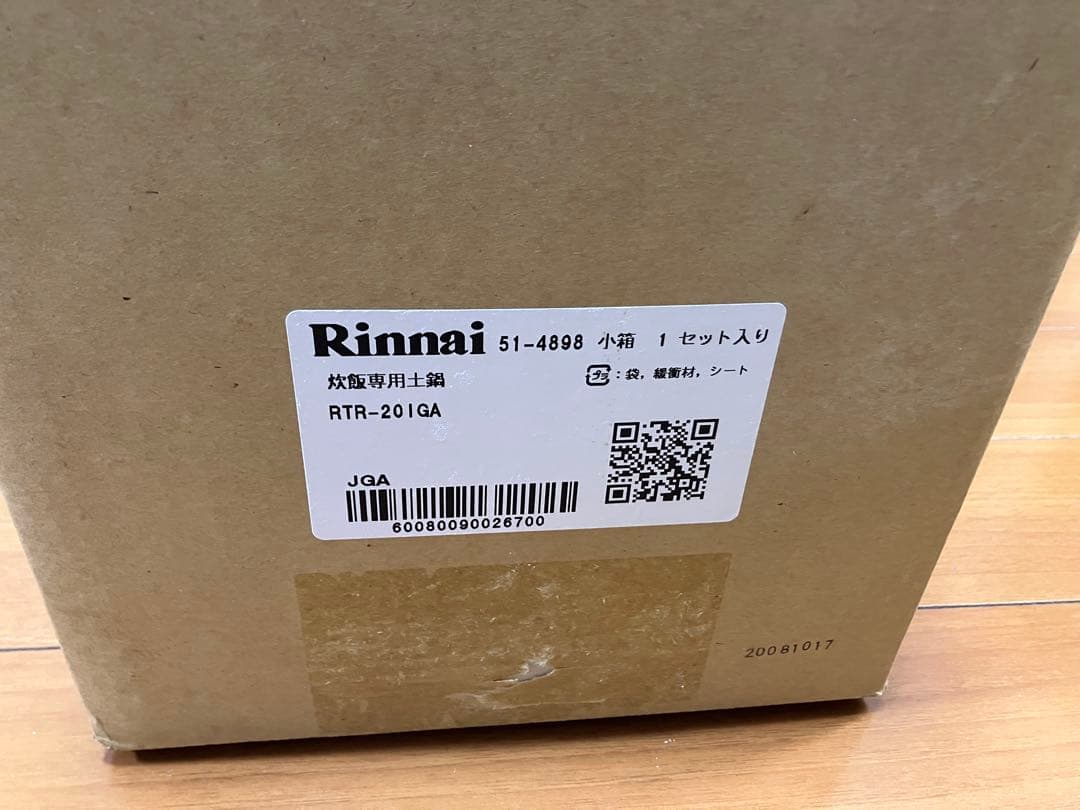 Rinnai 51-4898 小箱 1 セット入り
炊飯専用土鍋
プラ:袋,緩衝材,シート
RTR-20IGA
JGA
60080090026700
20081017